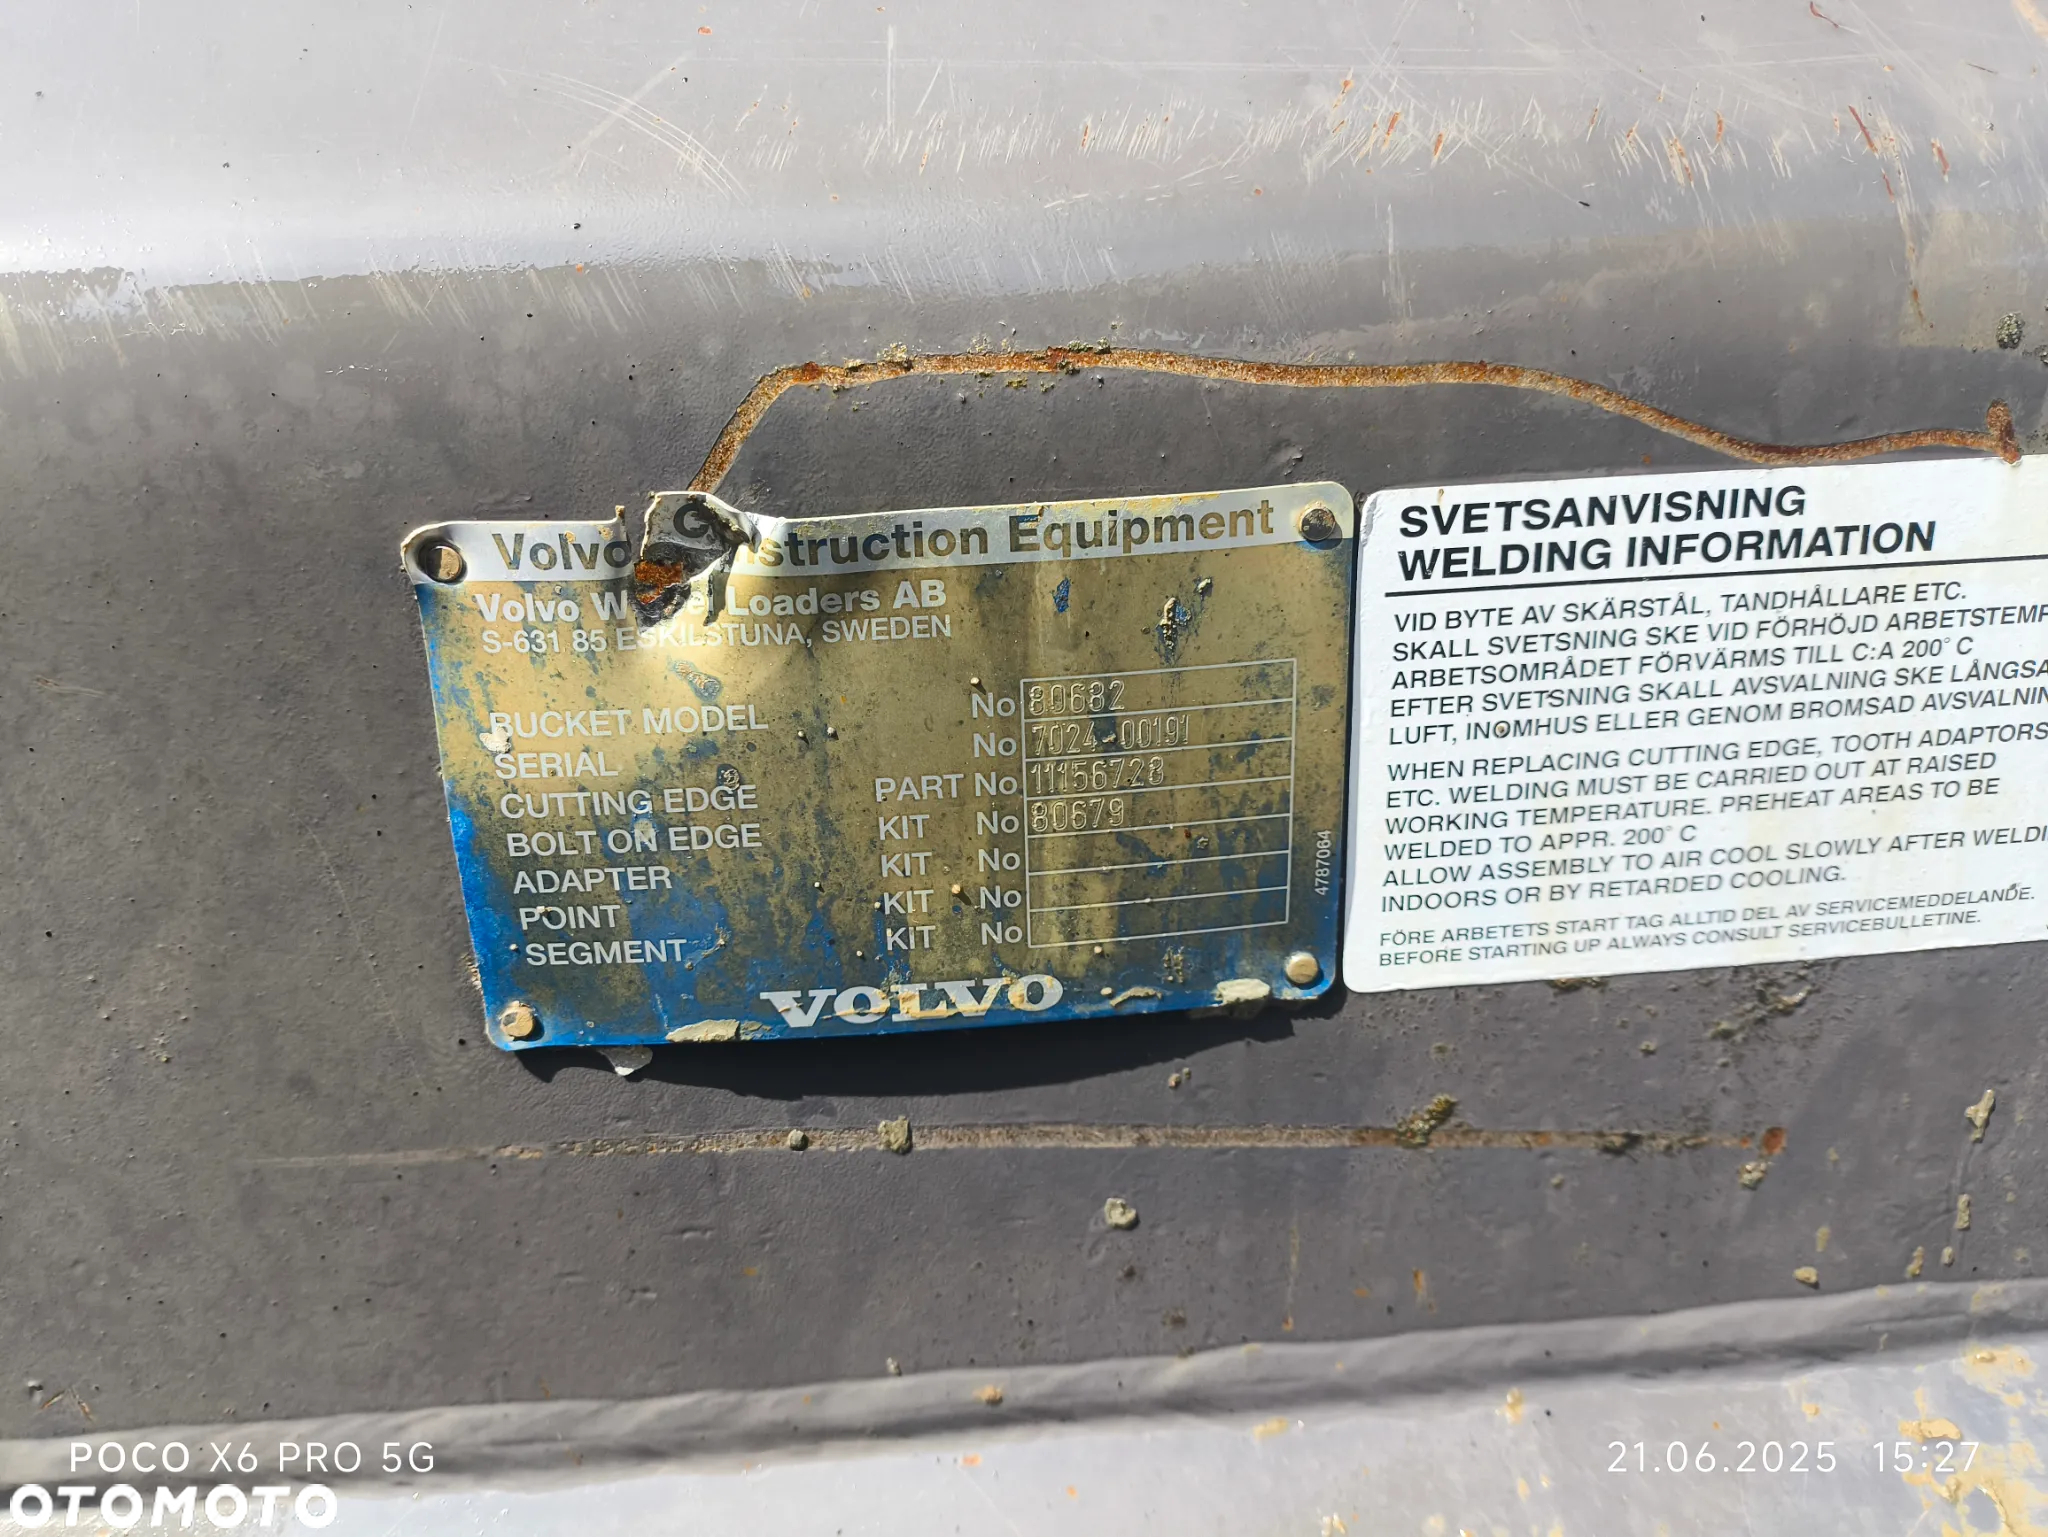 Volvo Construction Equipment
Volvo Wheel Loaders AB
S-631 85 ESKILSTUNA, SWEDEN
BUCKET MODEL No 80682
SERIAL No 7024-00191
CUTTING EDGE PART No 11156728
BOLT ON EDGE KIT No 80679
ADAPTER KIT No
POINT KIT No
SEGMENT KIT No
4787064
VOLVO
SVETSANVISNING
WELDING INFORMATION
VID BYTE AV SKÄRSTÅL, TANDHÅLLARE ETC.
SKALL SVETSNING SKE VID FÖRHÖJD ARBETSTEMP
ARBETSOMRÅDET FÖRVÄRMS TILL C:A 200° C
EFTER SVETSNING SKALL AVSVALNING SKE LÅNGSA
LUFT, INOMHUS ELLER GENOM BROMSAD AVSVALNIN
WHEN REPLACING CUTTING EDGE, TOOTH ADAPTORS
ETC. WELDING MUST BE CARRIED OUT AT RAISED
WORKING TEMPERATURE. PREHEAT AREAS TO BE
WELDED TO APPR. 200° C
ALLOW ASSEMBLY TO AIR COOL SLOWLY AFTER WELDI
INDOORS OR BY RETARDED COOLING.
FÖRE ARBETETS START TAG ALLTID DEL AV SERVICEMEDDELANDE.
BEFORE STARTING UP ALWAYS CONSULT SERVICEBULLETINE.
POCO X6 PRO 5G
21.06.2025 15:27
OTOMOTO